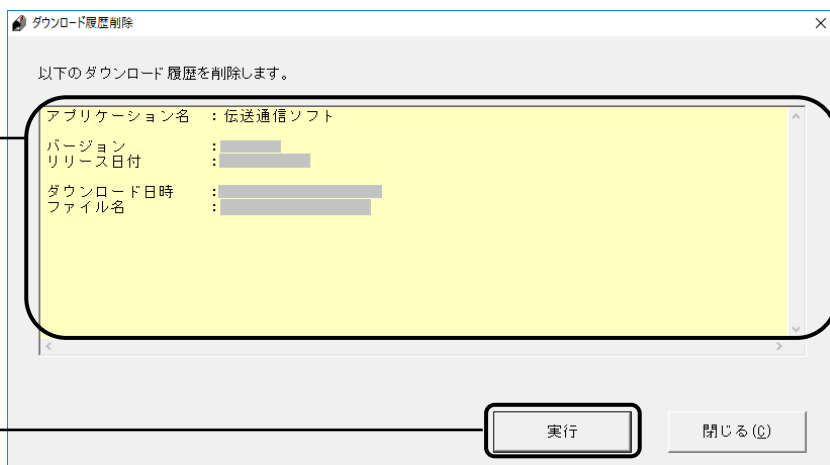 ダウンロード履歴削除
以下のダウンロード履歴を削除します。
アプリケーション名 ：伝送通信ソフト
バージョン ：
リリース日付 ：
ダウンロード日時 ：
ファイル名 ：
実行
閉じる(C)